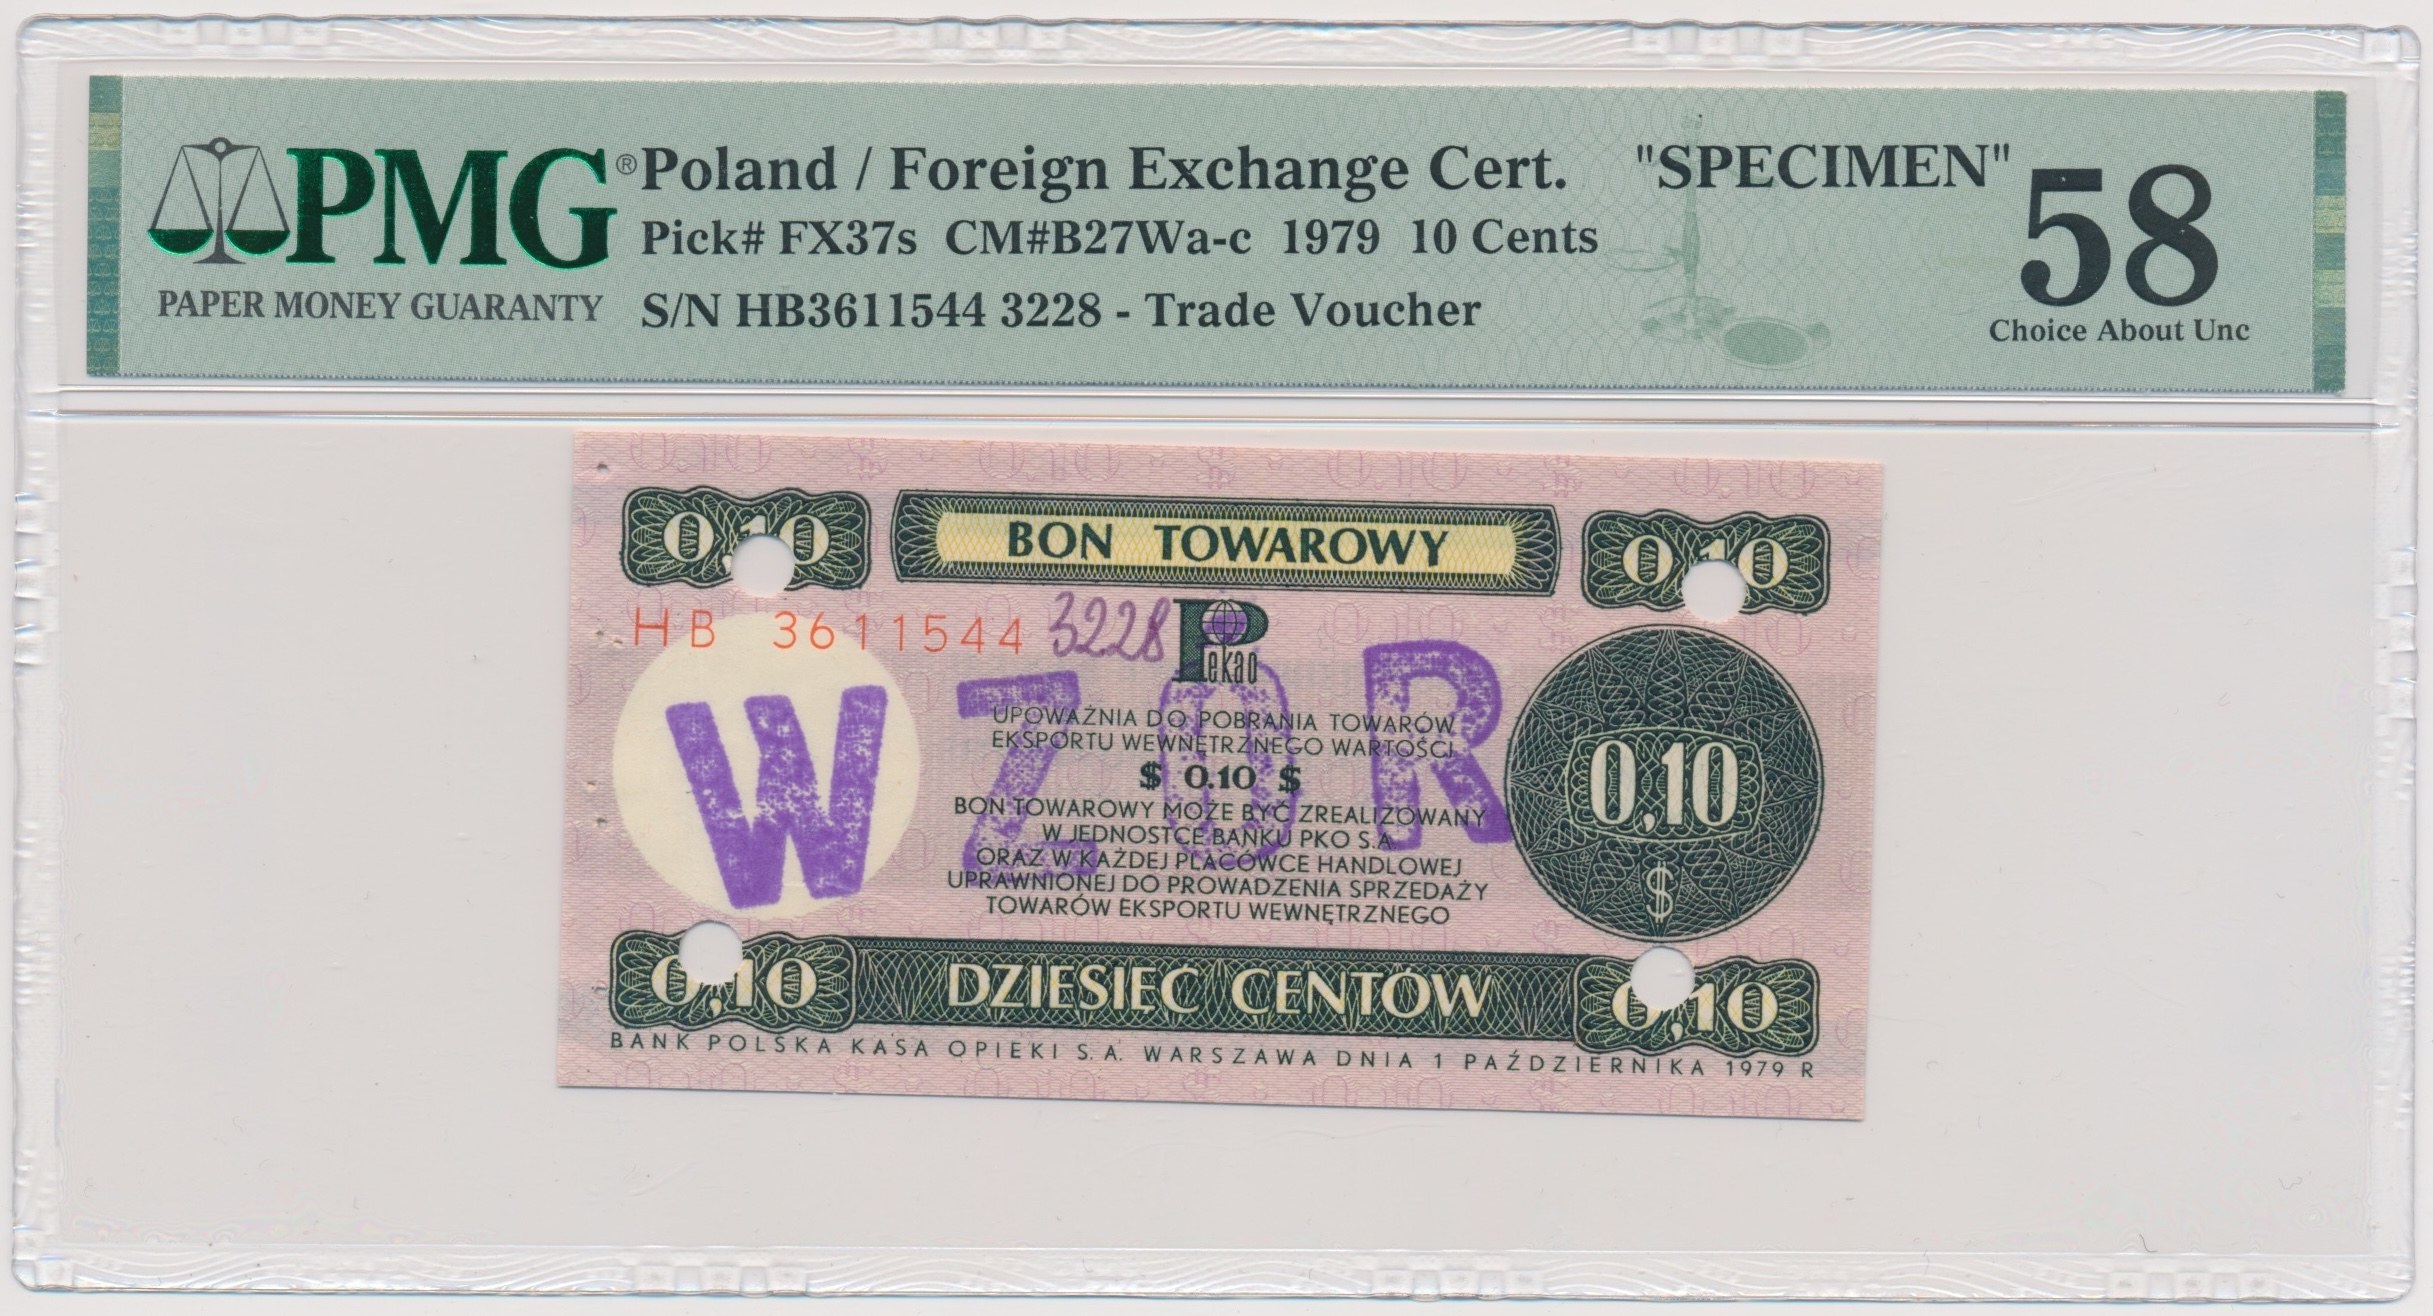 PMG®
PAPER MONEY GUARANTY
Poland / Foreign Exchange Cert. "SPECIMEN"
Pick# FX37s CM#B27Wa-c 1979 10 Cents
S/N HB3611544 3228 - Trade Voucher
58
Choice About Unc
0,10 BON TOWAROWY 0,10
HB 3611544 3228 Pekao
WZOR
UPOWAŻNIA DO POBRANIA TOWARÓW
EKSPORTU WEWNĘTRZNEGO WARTOŚCI
$ 0.10 $
BON TOWAROWY MOŻE BYĆ ZREALIZOWANY
W JEDNOSTCE BANKU PKO S.A.
ORAZ W KAŻDEJ PLACÓWCE HANDLOWEJ
UPRAWNIONEJ DO PROWADZENIA SPRZEDAŻY
TOWARÓW EKSPORTU WEWNĘTRZNEGO
0,10
$
0,10 DZIESIĘĆ CENTÓW 0,10
BANK POLSKA KASA OPIEKI S.A. WARSZAWA DNIA 1 PAŹDZIERNIKA 1979 R